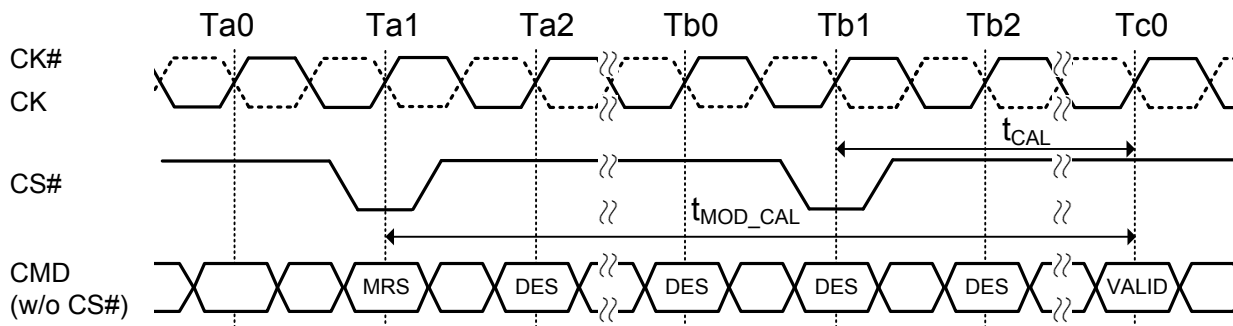 Ta0 Ta1 Ta2 Tb0 Tb1 Tb2 Tc0
CK#
CK
tCAL
CS#
tMOD_CAL
CMD
(w/o CS#)
MRS DES DES DES DES VALID